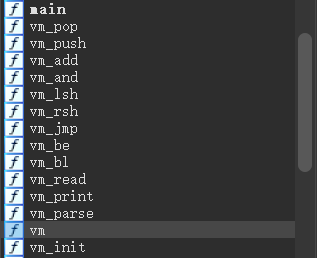 f main
f vm_pop
f vm_push
f vm_add
f vm_and
f vm_lsh
f vm_rsh
f vm_jmp
f vm_be
f vm_bl
f vm_read
f vm_print
f vm_parse
f vm
f vm_init